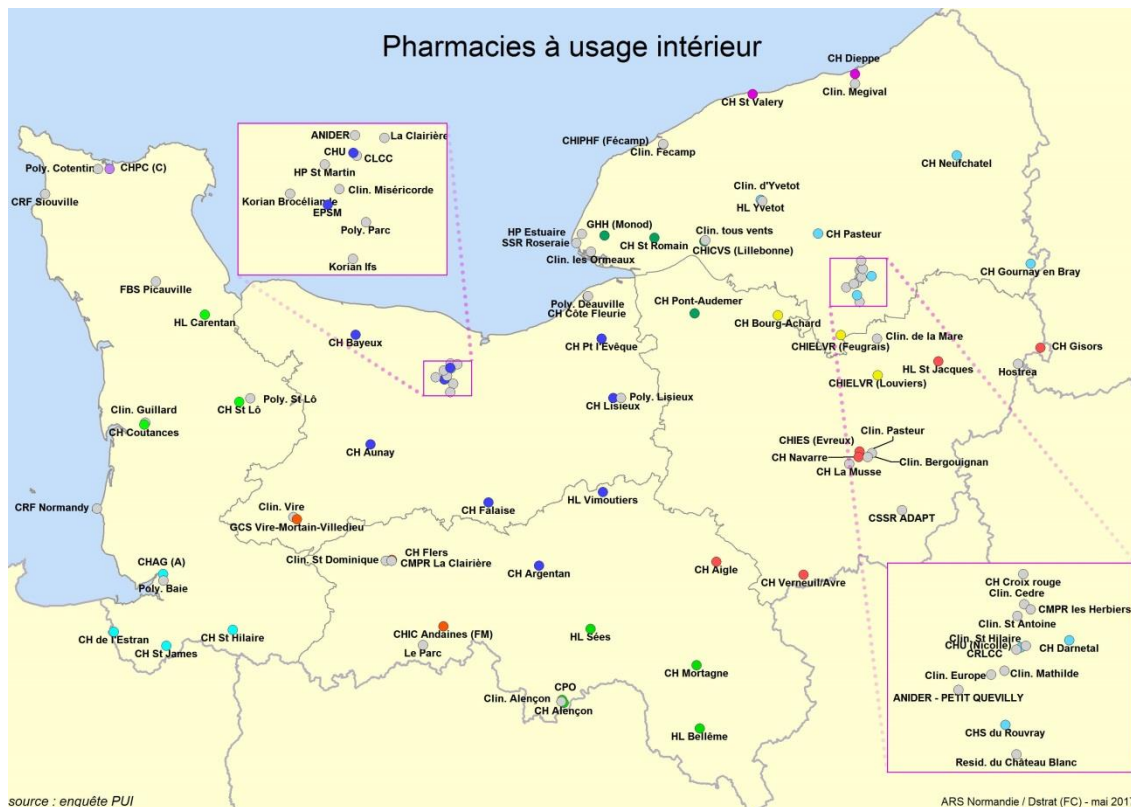 Pharmacies à usage intérieur
CH Dieppe
Clin. Megival
CH St Valery
ANIDER
La Clairière
CHU
CLCC
HP St Martin
Clin. Miséricorde
Korian Brocéliande
EPSM
Poly. Parc
Korian Ifs
CHIPHF (Fécamp)
Clin. Fécamp
CH Neufchatel
Poly. Cotentin
CHPC (C)
CRF Siouville
Clin. d'Yvetot
HL Yvetot
HP Estuaire
GHH (Monod)
SSR Roseraie
CH St Romain
Clin. tous vents
CHICVS (Lillebonne)
Clin. les Ormeaux
CH Pasteur
CH Gournay en Bray
FBS Picauville
HL Carentan
Poly. Deauville
CH Côte Fleurie
CH Pont-Audemer
CH Bourg-Achard
CH Bayeux
CH Pt l'Evêque
CHIELVR (Feugrais)
Clin. de la Mare
CH Gisors
HL St Jacques
Hostrea
CHIELVR (Louviers)
Clin. Guillard
CH Coutances
CH St Lô
Poly. St Lô
CH Lisieux
Poly. Lisieux
CH Aunay
Clin. Pasteur
CHIES (Evreux)
CH Navarre
Clin. Bergouignan
CH La Musse
CRF Normandy
Clin. Vire
GCS Vire-Mortain-Villedieu
CH Falaise
HL Vimoutiers
CSSR ADAPT
CHAG (A)
Poly. Baie
Clin. St Dominique
CH Flers
CMPR La Clairière
CH Argentan
CH Aigle
CH Verneuil/Avre
CH de l'Estran
CH St James
CH St Hilaire
CHIC Andaines (FM)
Le Parc
HL Sées
CH Mortagne
CPO
Clin. Alençon
CH Alençon
HL Bellême
CH Croix rouge
Clin. Cedre
CMPR les Herbiers
Clin. St Antoine
Clin. St Hilaire
CHU (Nicolle)
CRLCC
CH Darnetal
Clin. Europe
Clin. Mathilde
ANIDER - PETIT QUEVILLY
CHS du Rouvray
Resid. du Château Blanc
source : enquête PUI
ARS Normandie / Dstrat (FC) - mai 2017